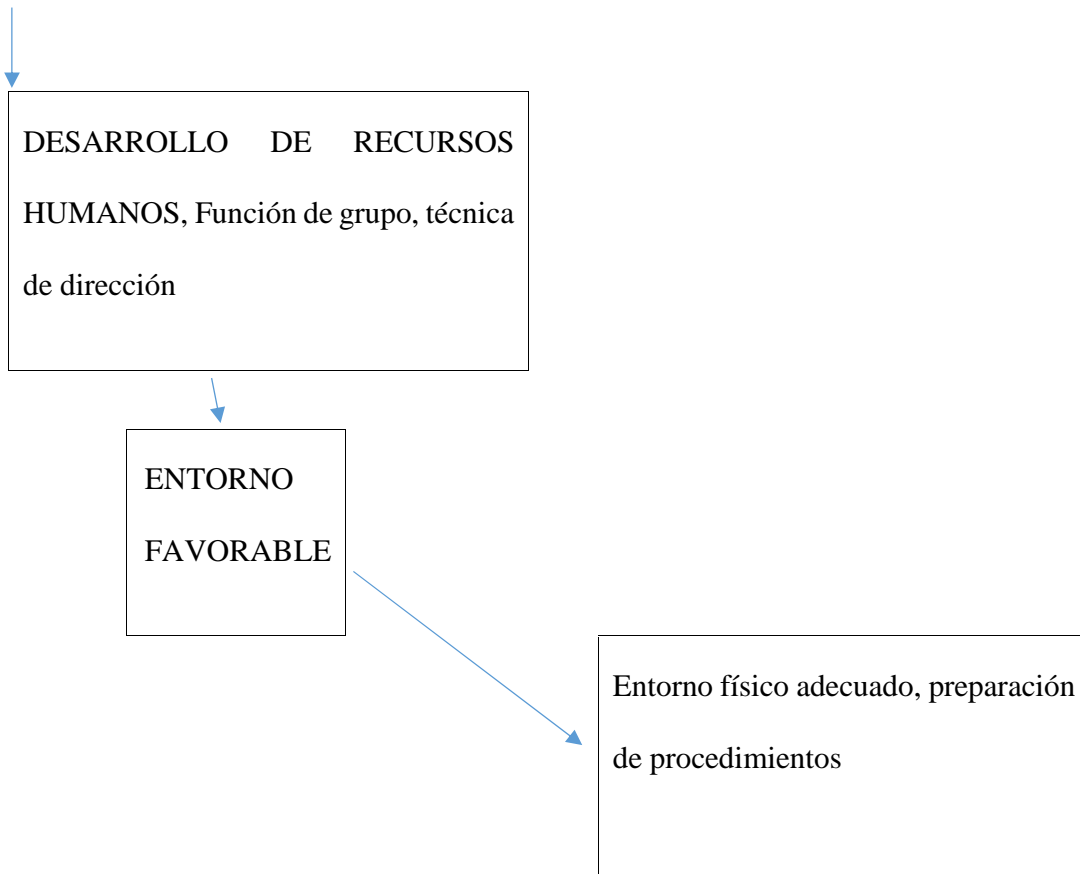 DESARROLLO DE RECURSOS
HUMANOS, Función de grupo, técnica
de dirección
ENTORNO
FAVORABLE
Entorno físico adecuado, preparación
de procedimientos